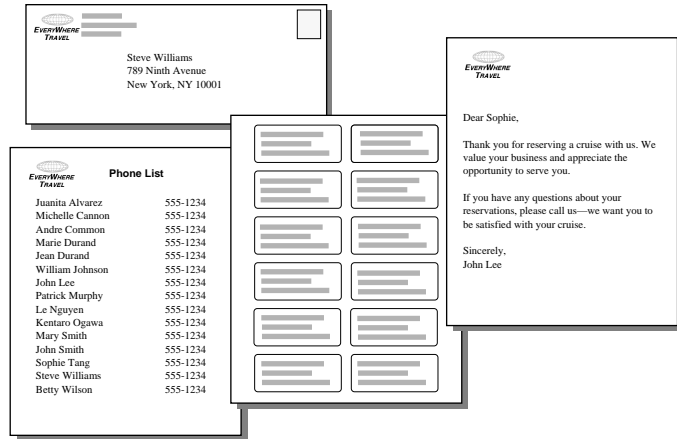 EVERYWHERE
TRAVEL
Steve Williams
789 Ninth Avenue
New York, NY 10001
EVERYWHERE
TRAVEL
Phone List
Juanita Alvarez 555-1234
Michelle Cannon 555-1234
Andre Common 555-1234
Marie Durand 555-1234
Jean Durand 555-1234
William Johnson 555-1234
John Lee 555-1234
Patrick Murphy 555-1234
Le Nguyen 555-1234
Kentaro Ogawa 555-1234
Mary Smith 555-1234
John Smith 555-1234
Sophie Tang 555-1234
Steve Williams 555-1234
Betty Wilson 555-1234
EVERYWHERE
TRAVEL
Dear Sophie,
Thank you for reserving a cruise with us. We
value your business and appreciate the
opportunity to serve you.
If you have any questions about your
reservations, please call us—we want you to
be satisfied with your cruise.
Sincerely,
John Lee